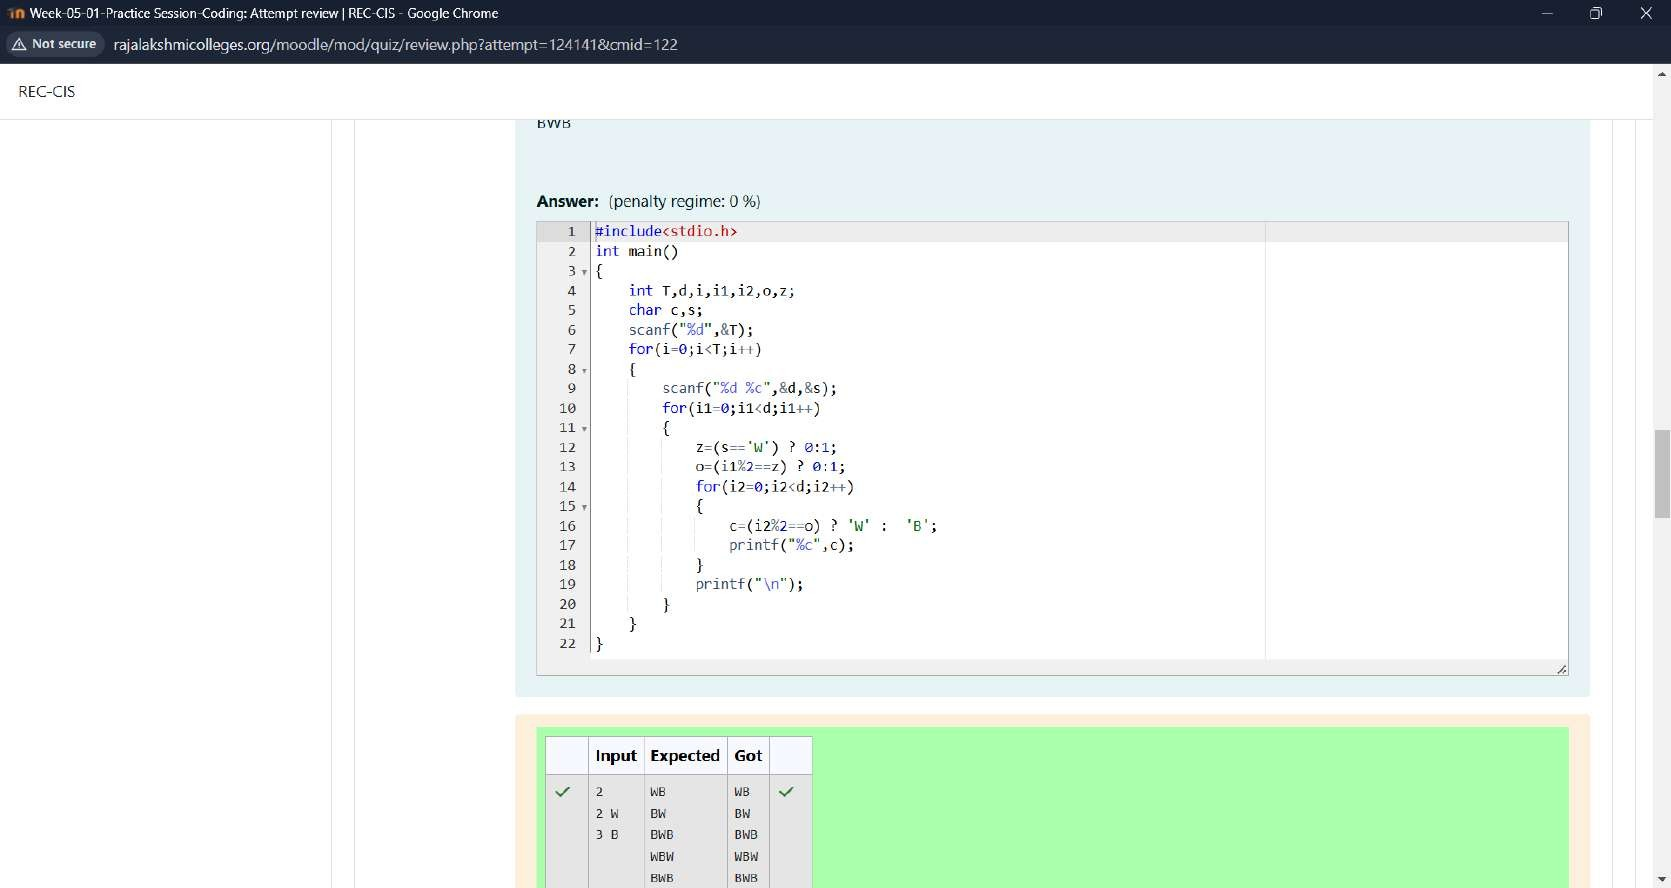 Week-05-01-Practice Session-Coding: Attempt review | REC-CIS - Google Chrome
Not secure rajalakshmicolleges.org/moodle/mod/quiz/review.php?attempt=124141&cmid=122
REC-CIS
BWB
Answer: (penalty regime: 0 %)
1 #include<stdio.h>
2 int main()
3 {
4 int T,d,i,i1,i2,o,z;
5 char c,s;
6 scanf("%d",&T);
7 for(i=0;i<T;i++)
8 {
9 scanf("%d %c",&d,&s);
10 for(i1=0;i1<d;i1++)
11 {
12 z=(s=='W') ? 0:1;
13 o=(i1%2==z) ? 0:1;
14 for(i2=0;i2<d;i2++)
15 {
16 c=(i2%2==o) ? 'W' :  'B';
17 printf("%c",c);
18 }
19 printf("\n");
20 }
21 }
22 }
Input Expected Got
2 WB WB
2 W BW BW
3 B BWB BWB
WBW WBW
BWB BWB